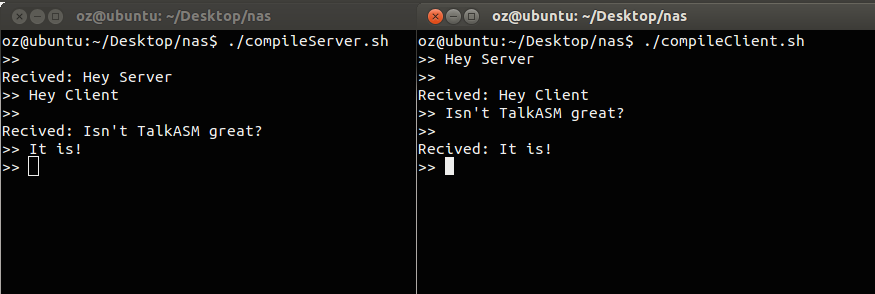 oz@ubuntu: ~/Desktop/nas
oz@ubuntu:~/Desktop/nas$ ./compileServer.sh
>>
Recived: Hey Server
>> Hey Client
>>
Recived: Isn't TalkASM great?
>> It is!
>>
oz@ubuntu: ~/Desktop/nas
oz@ubuntu:~/Desktop/nas$ ./compileClient.sh
>> Hey Server
>>
Recived: Hey Client
>> Isn't TalkASM great?
>>
Recived: It is!
>>